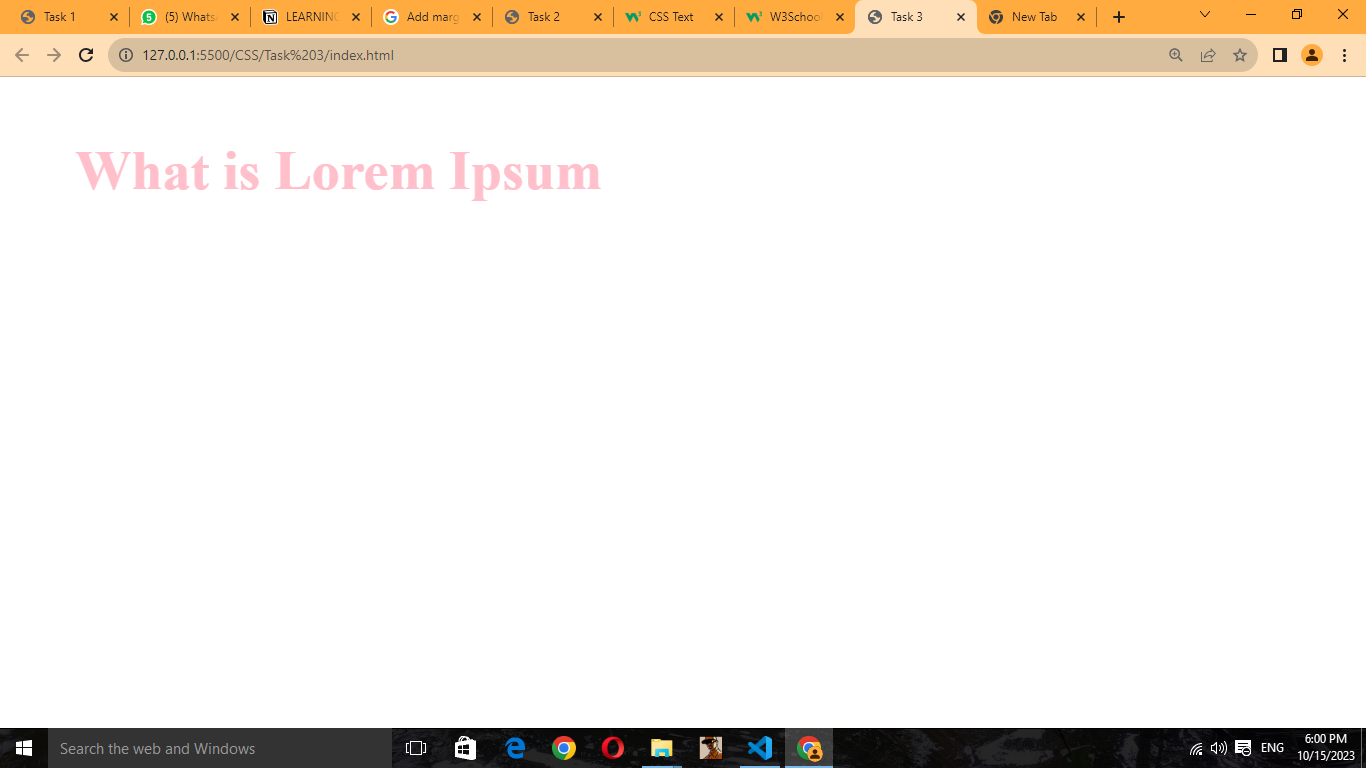 Task 1
(5) Whats
LEARNING
Add marg
Task 2
CSS Text
W3School
Task 3
New Tab
127.0.0.1:5500/CSS/Task%203/index.html
What is Lorem Ipsum
Search the web and Windows
ENG
6:00 PM
10/15/2023